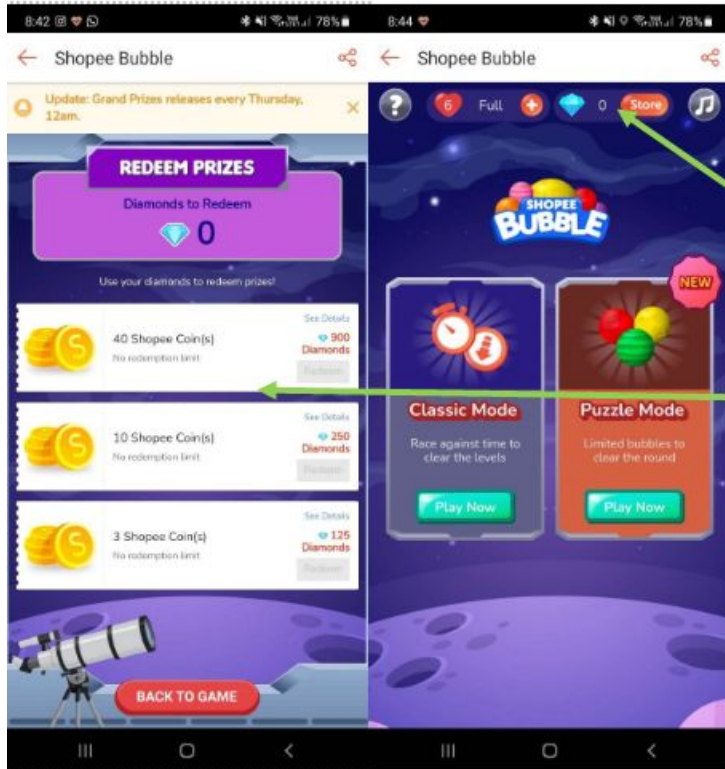 8:42
78%
Shopee Bubble
Update: Grand Prizes releases every Thursday,
12am.
REDEEM PRIZES
Diamonds to Redeem
0
Use your diamonds to redeem prizes!
See Details
40 Shopee Coin(s)
900
Diamonds
No redemption limit
Redeem
See Details
10 Shopee Coin(s)
250
Diamonds
No redemption limit
Redeem
See Details
3 Shopee Coin(s)
125
Diamonds
No redemption limit
Redeem
BACK TO GAME
8:44
78%
Shopee Bubble
? 6 Full + 0 Store
SHOPEE
BUBBLE
NEW
Classic Mode
Race against time to
clear the levels
Play Now
Puzzle Mode
Limited bubbles to
clear the round
Play Now